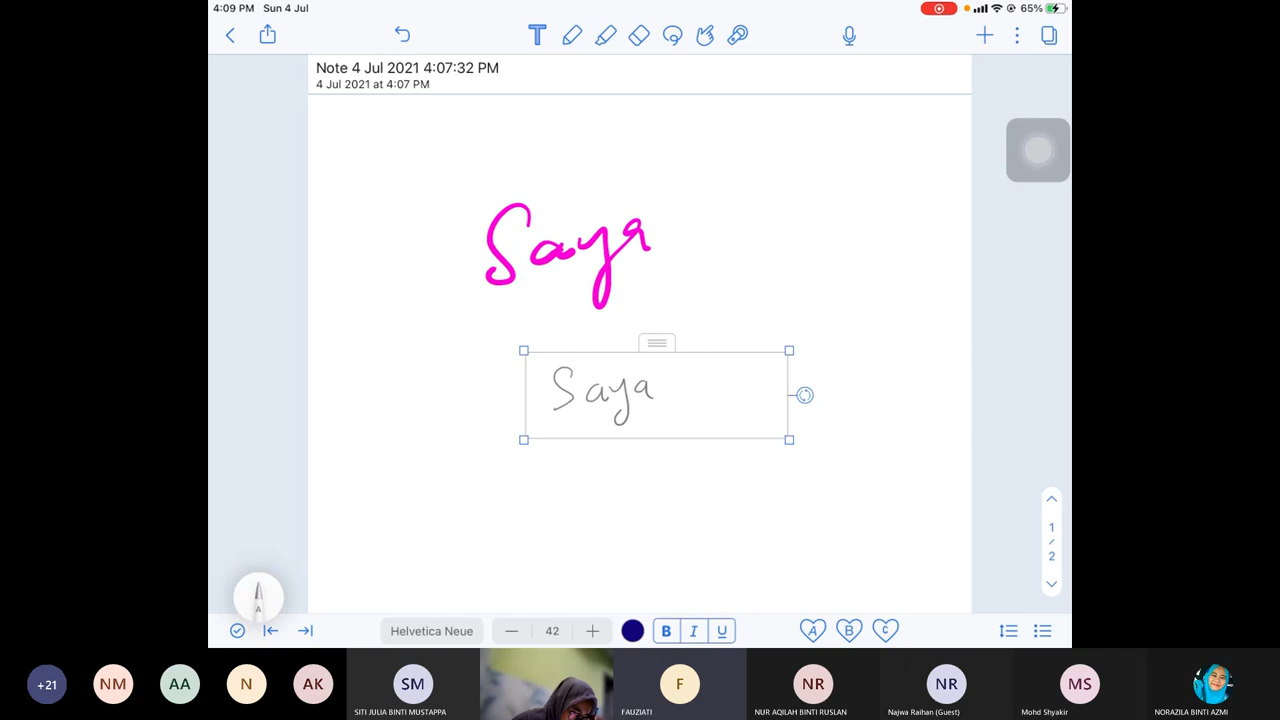 4:09 PM Sun 4 Jul
65%
T
Note 4 Jul 2021 4:07:32 PM
4 Jul 2021 at 4:07 PM
Saya
Saya
1
/
2
A
Helvetica Neue
42
B I U
A B C
+21
NM
AA
N
AK
SM
F
NR
NR
MS
SITI JULIA BINTI MUSTAPPA
FAUZIATI
NUR AQILAH BINTI RUSLAN
Najwa Raihan (Guest)
Mohd Shyakir
NORAZILA BINTI AZMI